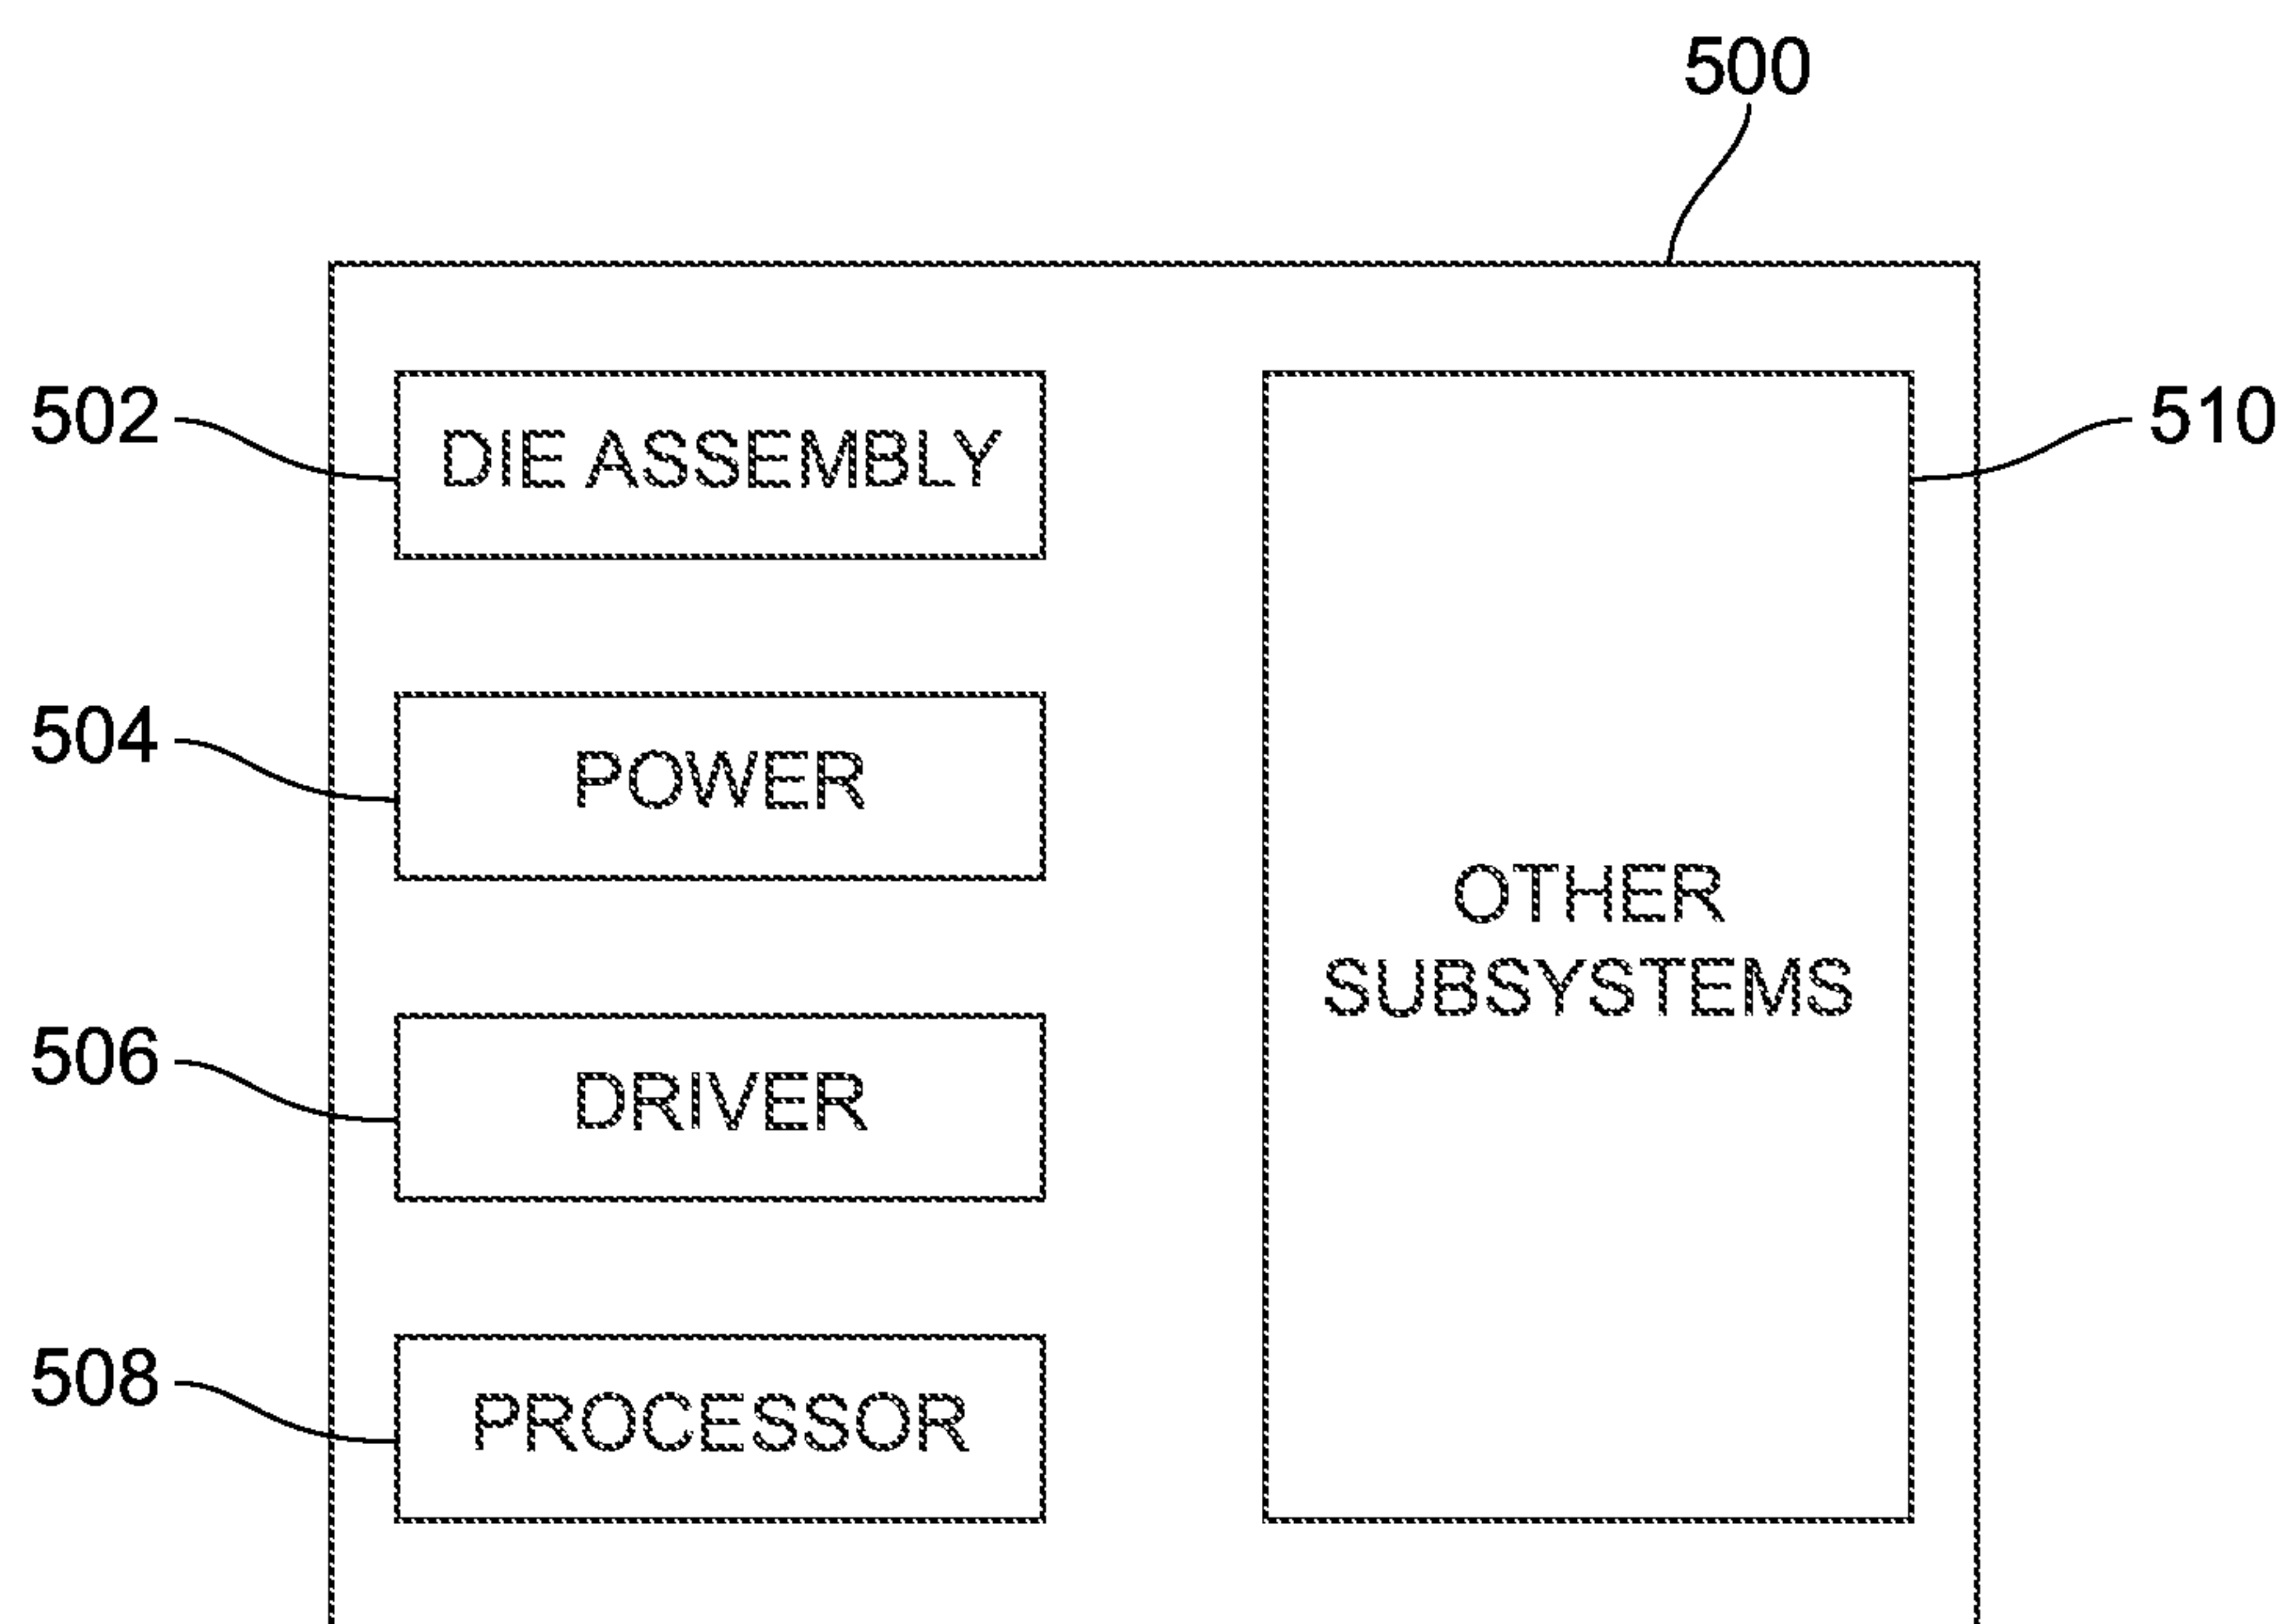 500
502
DIE ASSEMBLY
510
504
POWER
OTHER
SUBSYSTEMS
506
DRIVER
508
PROCESSOR